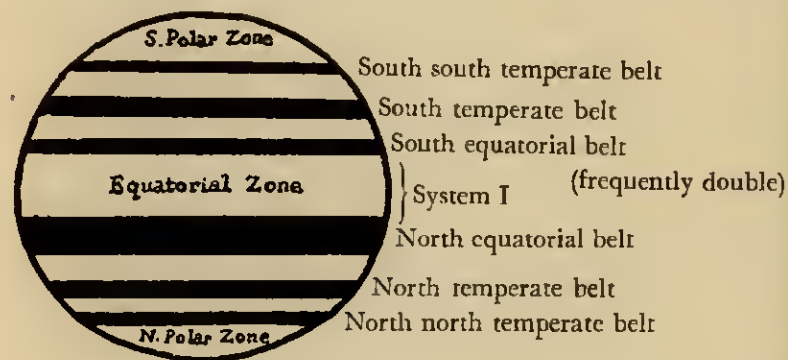 S. Polar Zone
South south temperate belt
South temperate belt
South equatorial belt
(frequently double)
Equatorial Zone
System I
North equatorial belt
North temperate belt
North north temperate belt
N. Polar Zone